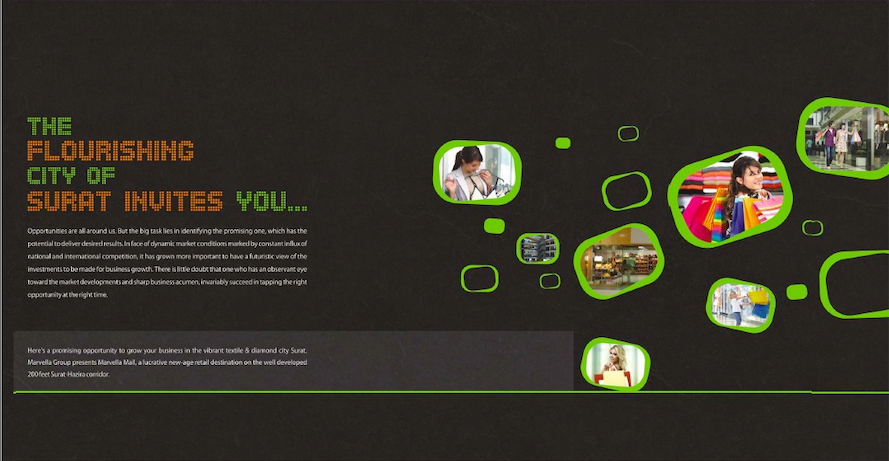 THE
FLOURISHING
CITY OF
SURAT INVITES YOU...
Opportunities are all around us. But the big task lies in identifying the promising one, which has the
potential to deliver desired results. In face of dynamic market conditions marked by constant influx of
national and international competition, it has grown more important to have a futuristic view of the
investments to be made for business growth. There is little doubt that one who has an observant eye
toward the market developments and sharp business acumen, invariably succeed in tapping the right
opportunity at the right time.
Here's a promising opportunity to grow your business in the vibrant textile & diamond city Surat.
Marvella Group presents Marvella Mall, a lucrative new-age retail destination on the well developed
200 feet Surat-Hazira corridor.